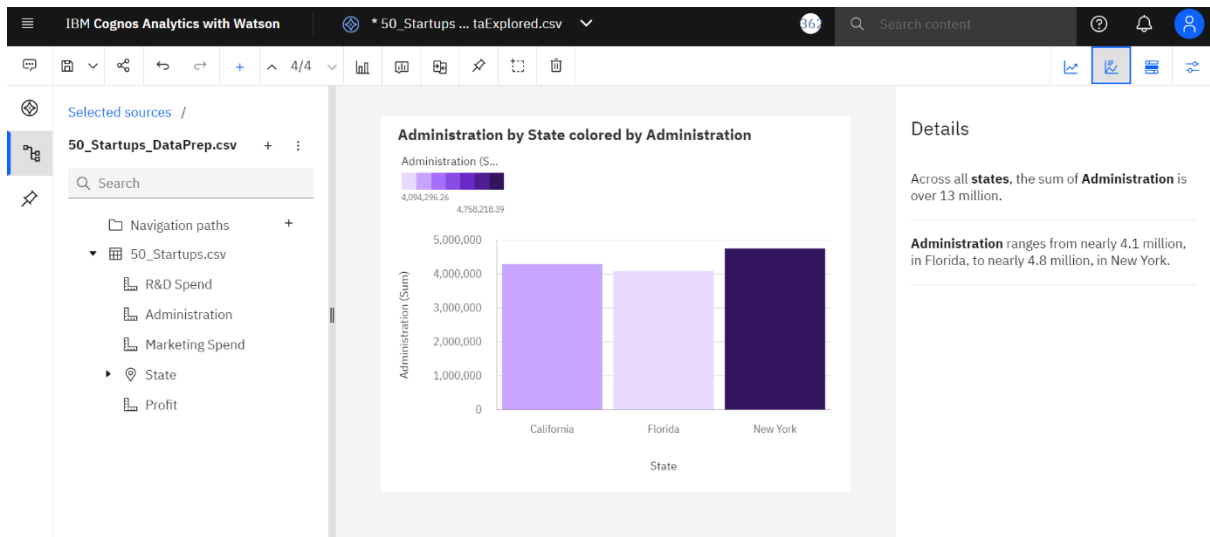 IBM Cognos Analytics with Watson
* 50_Startups ... taExplored.csv
362
Search content
4/4
Selected sources /
50_Startups_DataPrep.csv
Search
Navigation paths
50_Startups.csv
R&D Spend
Administration
Marketing Spend
State
Profit
Administration by State colored by Administration
Administration (S...
4,094,296.26
4,758,218.39
Administration (Sum)
5,000,000
4,000,000
3,000,000
2,000,000
1,000,000
0
California
Florida
New York
State
Details
Across all states, the sum of Administration is
over 13 million.
Administration ranges from nearly 4.1 million,
in Florida, to nearly 4.8 million, in New York.